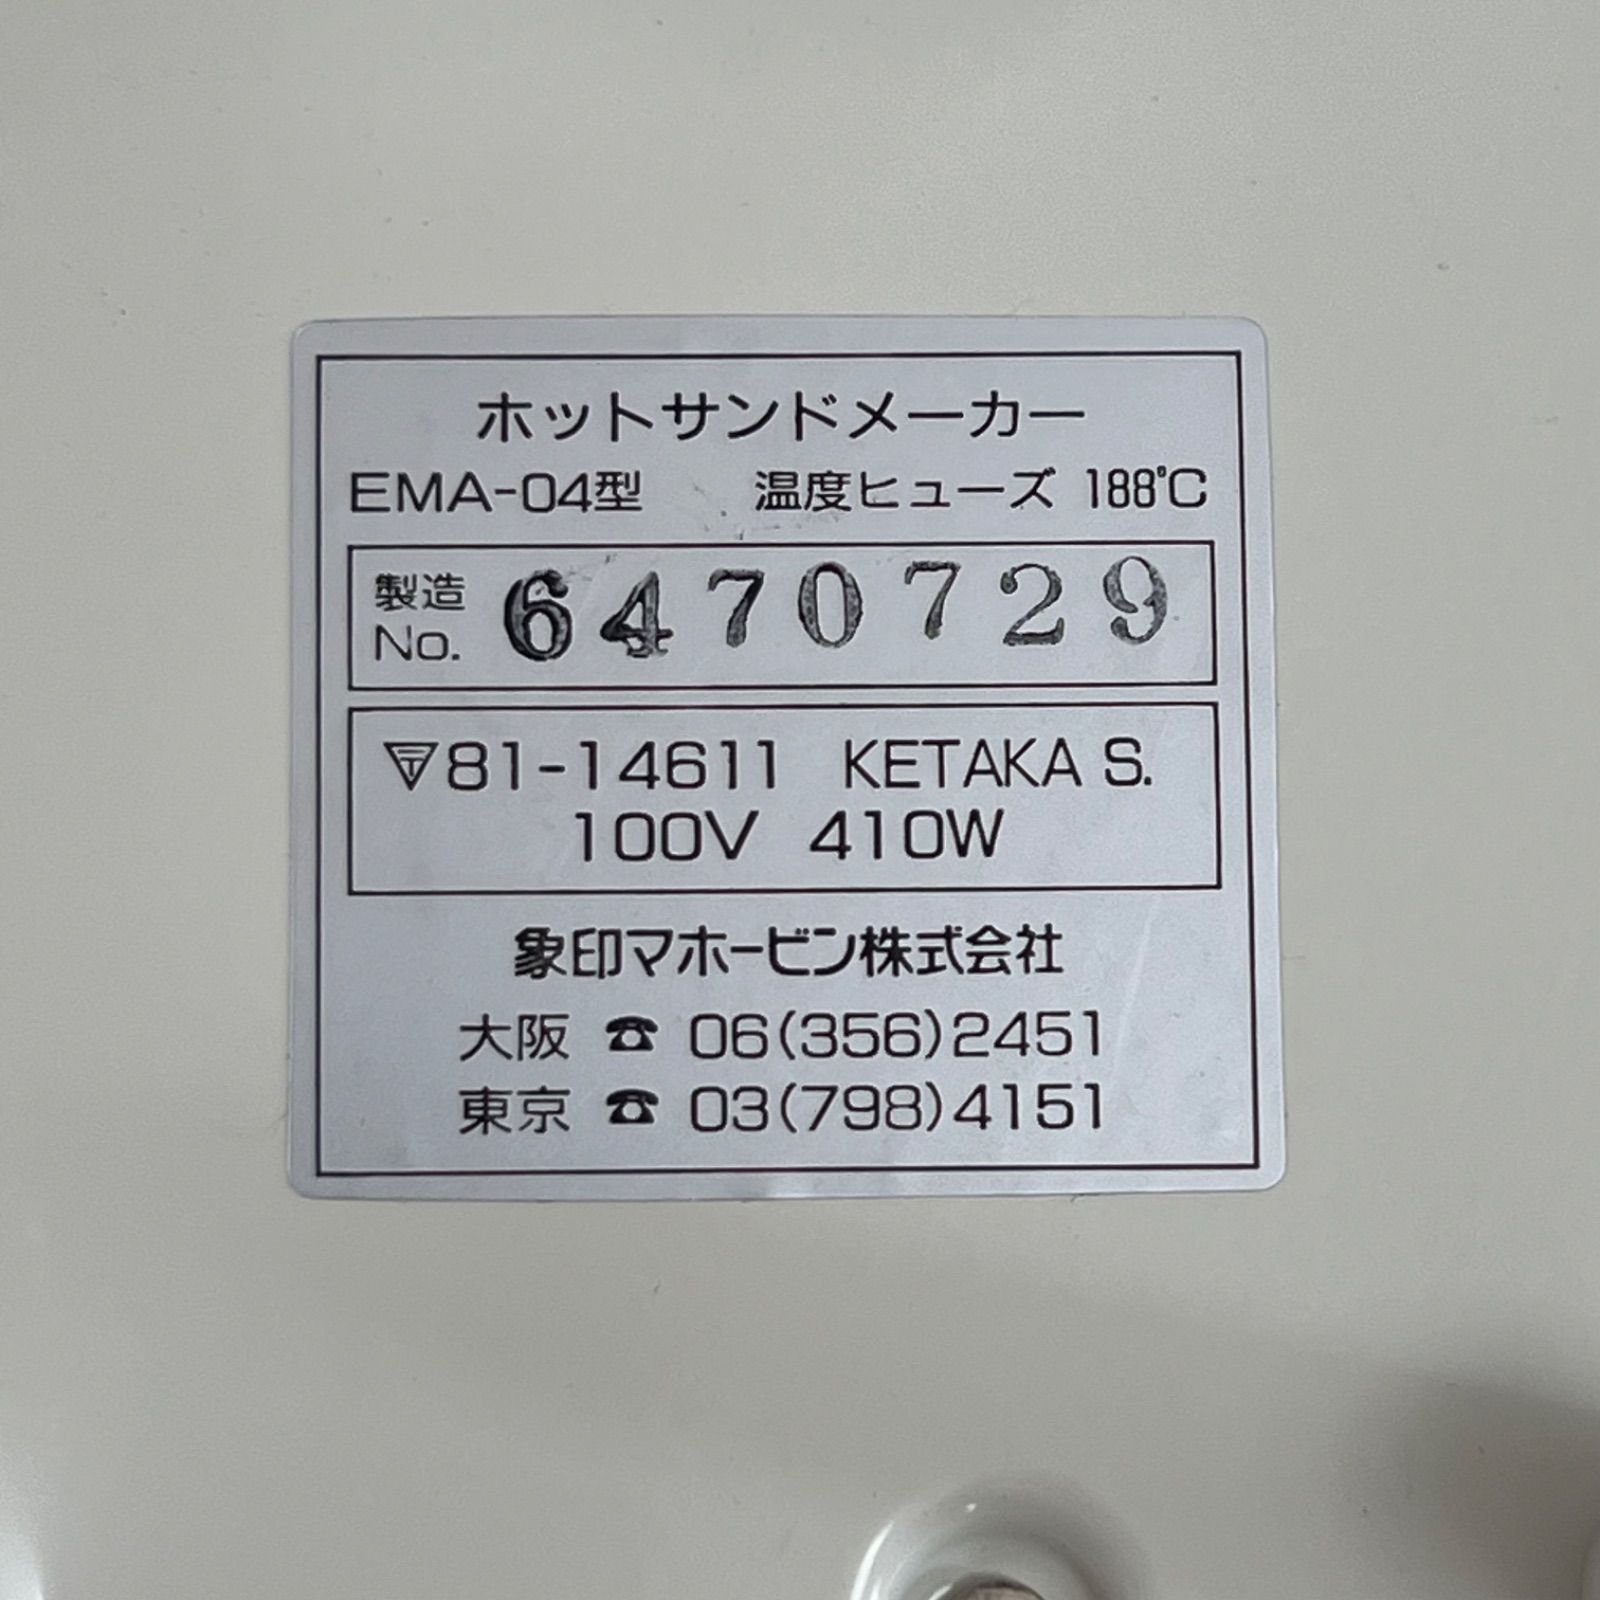 ホットサンドメーカー
EMA-04型 温度ヒューズ 188℃
製造No. 6470729
81-14611 KETAKA S.
100V 410W
象印マホービン株式会社
大阪 ☎ 06(356)2451
東京 ☎ 03(798)4151